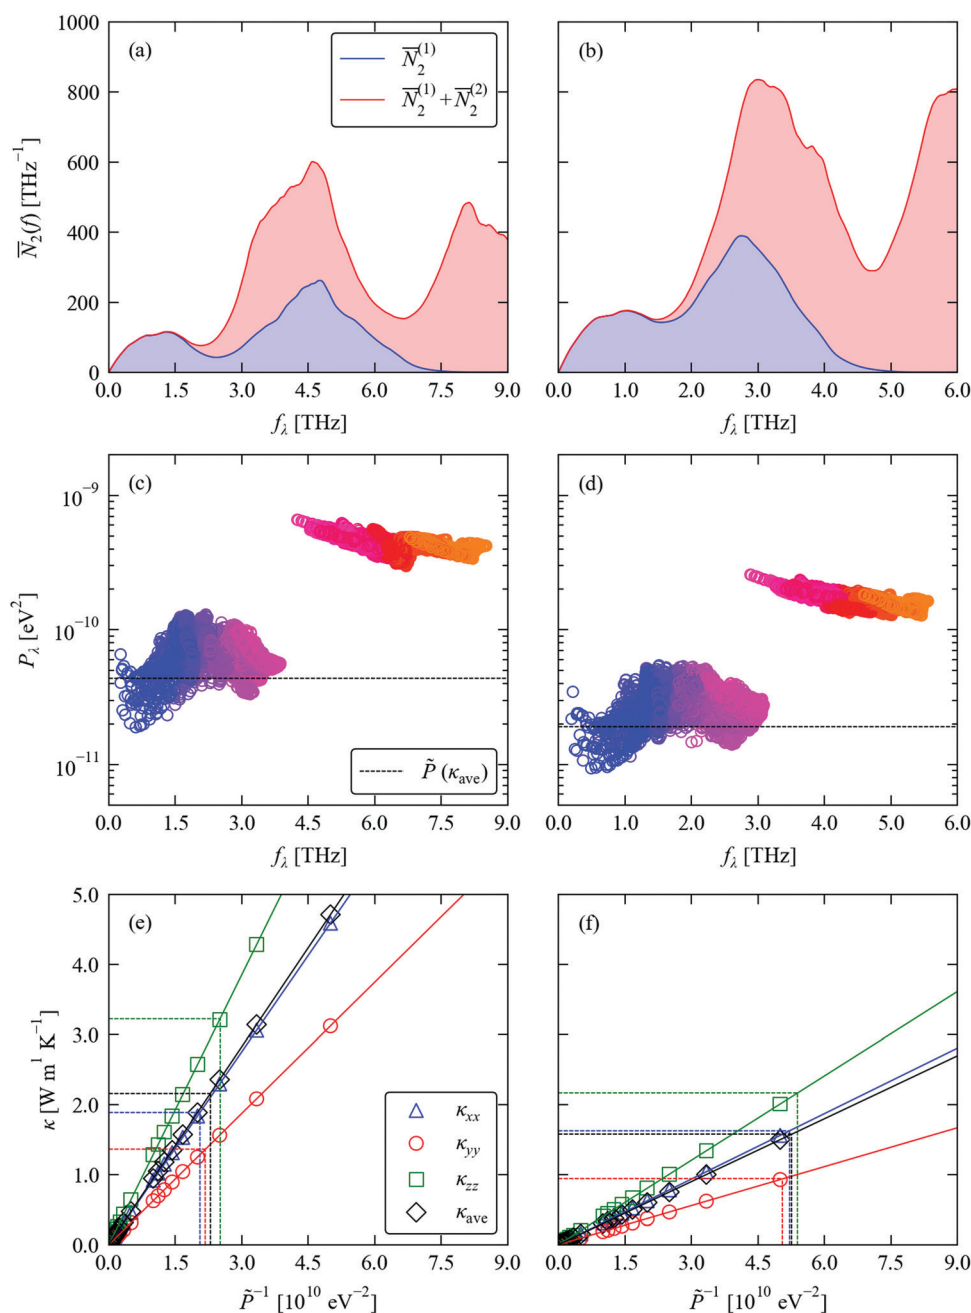 (a)
N̅₂⁽¹⁾
N̅₂⁽¹⁾ + N̅₂⁽²⁾
1000
800
600
400
200
0
N̅₂(f) [THz⁻¹]
0.0 1.5 3.0 4.5 6.0 7.5 9.0
f_λ [THz]
(b)
0.0 1.0 2.0 3.0 4.0 5.0 6.0
f_λ [THz]
(c)
10⁻⁹
10⁻¹⁰
10⁻¹¹
P_λ [eV²]
P̃ (κ_ave)
0.0 1.5 3.0 4.5 6.0 7.5 9.0
f_λ [THz]
(d)
0.0 1.0 2.0 3.0 4.0 5.0 6.0
f_λ [THz]
(e)
5.0
4.0
3.0
2.0
1.0
0.0
κ [W m¹ K⁻¹]
κ_xx
κ_yy
κ_zz
κ_ave
0.0 1.5 3.0 4.5 6.0 7.5 9.0
P̃⁻¹ [10¹⁰ eV⁻²]
(f)
0.0 1.5 3.0 4.5 6.0 7.5 9.0
P̃⁻¹ [10¹⁰ eV⁻²]